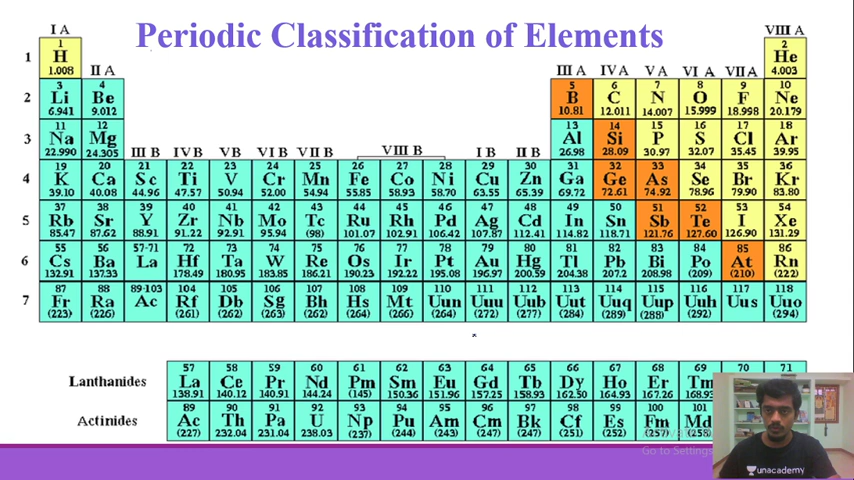 Periodic Classification of Elements
I A VIII A
1 2
1 H He
1.008 4.003
II A III A IV A V A VI A VII A
3 4 5 6 7 8 9 10
2 Li Be B C N O F Ne
6.941 9.012 10.81 12.011 14.007 15.999 18.998 20.179
11 12 13 14 15 16 17 18
3 Na Mg Al Si P S Cl Ar
22.990 24.305 26.98 28.09 30.97 32.07 35.45 39.95
III B IV B V B VI B VII B VIII B I B II B
19 20 21 22 23 24 25 26 27 28 29 30 31 32 33 34 35 36
4 K Ca Sc Ti V Cr Mn Fe Co Ni Cu Zn Ga Ge As Se Br Kr
39.10 40.08 44.96 47.57 50.94 52.00 54.94 55.85 58.93 58.70 63.55 65.39 69.72 72.61 74.92 78.96 79.90 83.80
37 38 39 40 41 42 43 44 45 46 47 48 49 50 51 52 53 54
5 Rb Sr Y Zr Nb Mo Tc Ru Rh Pd Ag Cd In Sn Sb Te I Xe
85.47 87.62 88.91 91.22 92.91 95.94 (98) 101.07 102.91 106.42 107.87 112.41 114.82 118.71 121.76 127.60 126.90 131.29
55 56 57-71 72 73 74 75 76 77 78 79 80 81 82 83 84 85 86
6 Cs Ba La Hf Ta W Re Os Ir Pt Au Hg Tl Pb Bi Po At Rn
132.91 137.33 178.49 180.95 183.85 186.21 190.23 192.22 195.08 196.97 200.59 204.38 207.2 208.98 (209) (210) (222)
87 88 89-103 104 105 106 107 108 109 110 111 112 113 114 115 116 117 118
7 Fr Ra Ac Rf Db Sg Bh Hs Mt Uun Uuu Uub Uut Uuq Uup Uuh Uus Uuo
(223) (226) (261) (262) (263) (262) (264) (266) (264) (272) (277) (284) (289) (288) (292) (294)
57 58 59 60 61 62 63 64 65 66 67 68 69 70 71
Lanthanides La Ce Pr Nd Pm Sm Eu Gd Tb Dy Ho Er Tm
138.91 140.12 140.91 144.24 (145) 150.36 151.96 157.25 158.93 162.50 164.93 167.26 168.93
89 90 91 92 93 94 95 96 97 98 99 100 101
Actinides Ac Th Pa U Np Pu Am Cm Bk Cf Es Fm Md
(227) 232.04 231.04 238.03 (237) (244) (243) (247) (247) (251) (252) (257) (258)
Go to Settings
unacademy